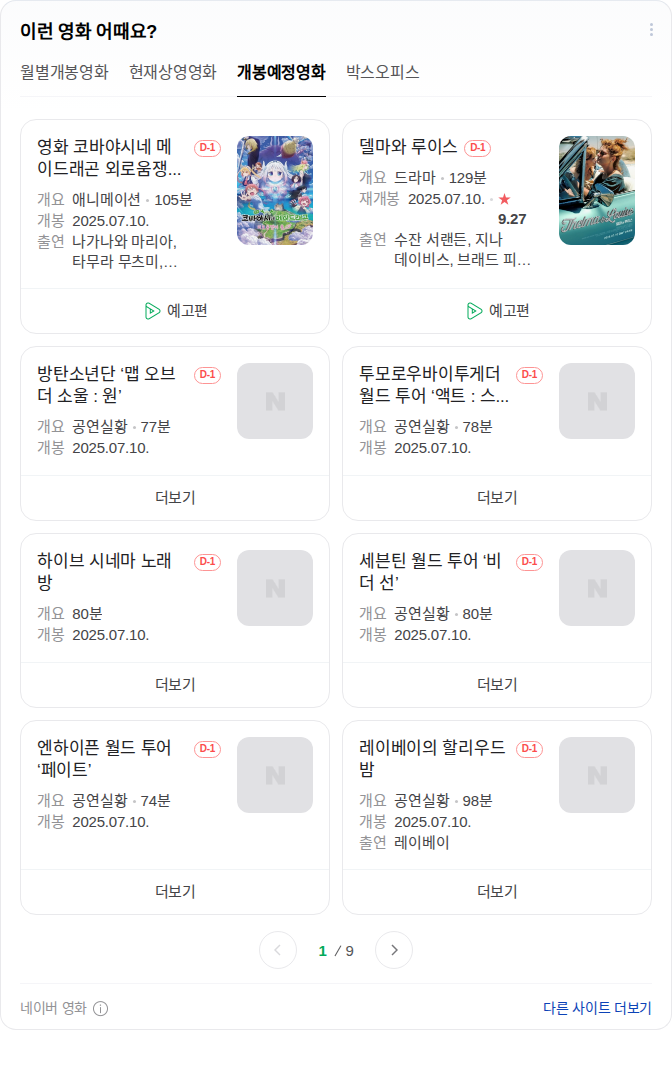 이런 영화 어때요?
월별개봉영화 현재상영영화 개봉예정영화 박스오피스
영화 코바야시네 메 D-1
이드래곤 외로움쟁...
개요 애니메이션 105분
개봉 2025.07.10.
출연 나가나와 마리아,
타무라 무츠미,...
예고편
델마와 루이스 D-1
개요 드라마 129분
재개봉 2025.07.10. ★
9.27
출연 수잔 서랜든, 지나
데이비스, 브래드 피...
예고편
방탄소년단 ‘맵 오브 D-1
더 소울 : 원’
개요 공연실황 77분
개봉 2025.07.10.
더보기
투모로우바이투게더 D-1
월드 투어 ‘액트 : 스...
개요 공연실황 78분
개봉 2025.07.10.
더보기
하이브 시네마 노래 D-1
방
개요 80분
개봉 2025.07.10.
더보기
세븐틴 월드 투어 ‘비 D-1
더 선’
개요 공연실황 80분
개봉 2025.07.10.
더보기
엔하이픈 월드 투어 D-1
‘페이트’
개요 공연실황 74분
개봉 2025.07.10.
더보기
레이베이의 할리우드 D-1
밤
개요 공연실황 98분
개봉 2025.07.10.
출연 레이베이
더보기
1 / 9
네이버 영화
다른 사이트 더보기